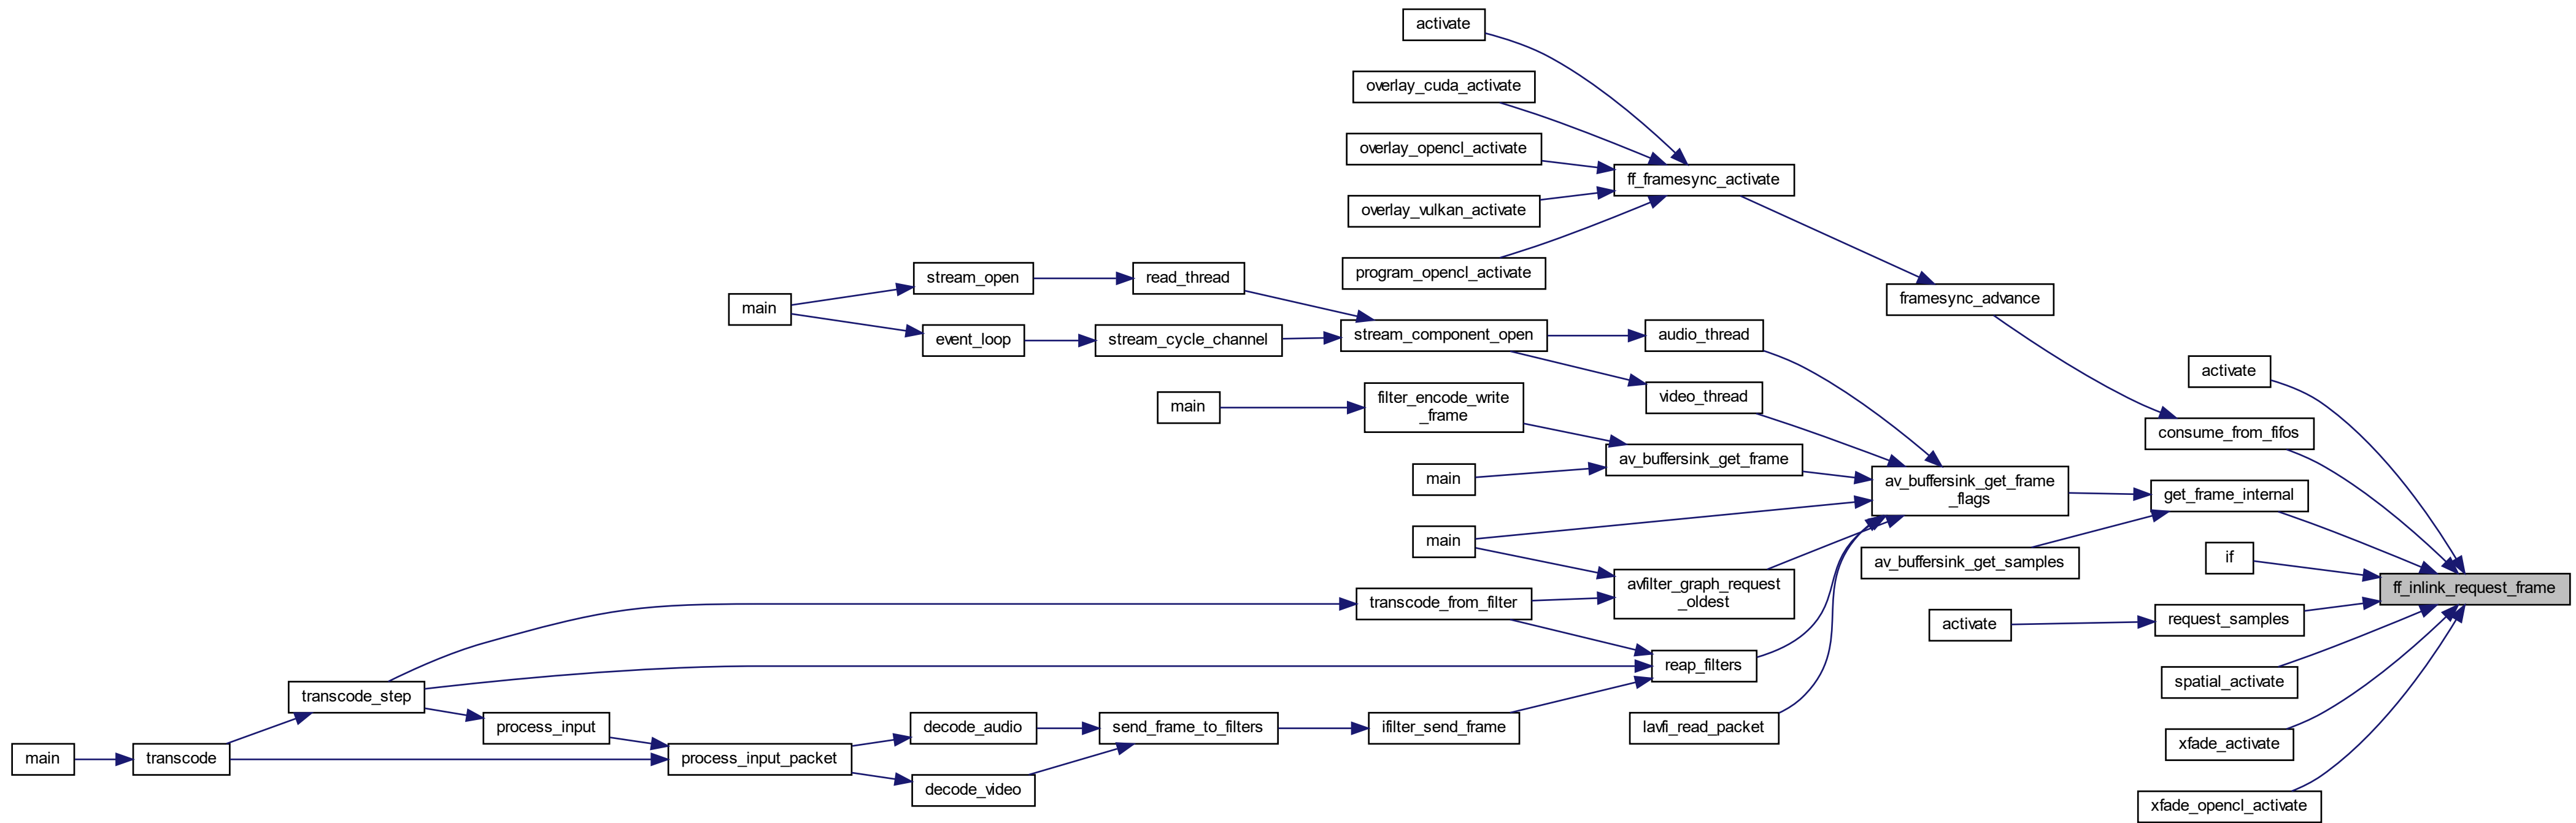 activate
overlay_cuda_activate
overlay_opencl_activate
ff_framesync_activate
overlay_vulkan_activate
program_opencl_activate
stream_open
read_thread
framesync_advance
main
event_loop
stream_cycle_channel
stream_component_open
audio_thread
activate
video_thread
main
filter_encode_write
_frame
consume_from_fifos
av_buffersink_get_frame
main
av_buffersink_get_frame
_flags
get_frame_internal
main
if
av_buffersink_get_samples
ff_inlink_request_frame
avfilter_graph_request
_oldest
transcode_from_filter
activate
request_samples
reap_filters
spatial_activate
transcode_step
process_input
decode_audio
send_frame_to_filters
ifilter_send_frame
lavfi_read_packet
xfade_activate
main
transcode
process_input_packet
decode_video
xfade_opencl_activate